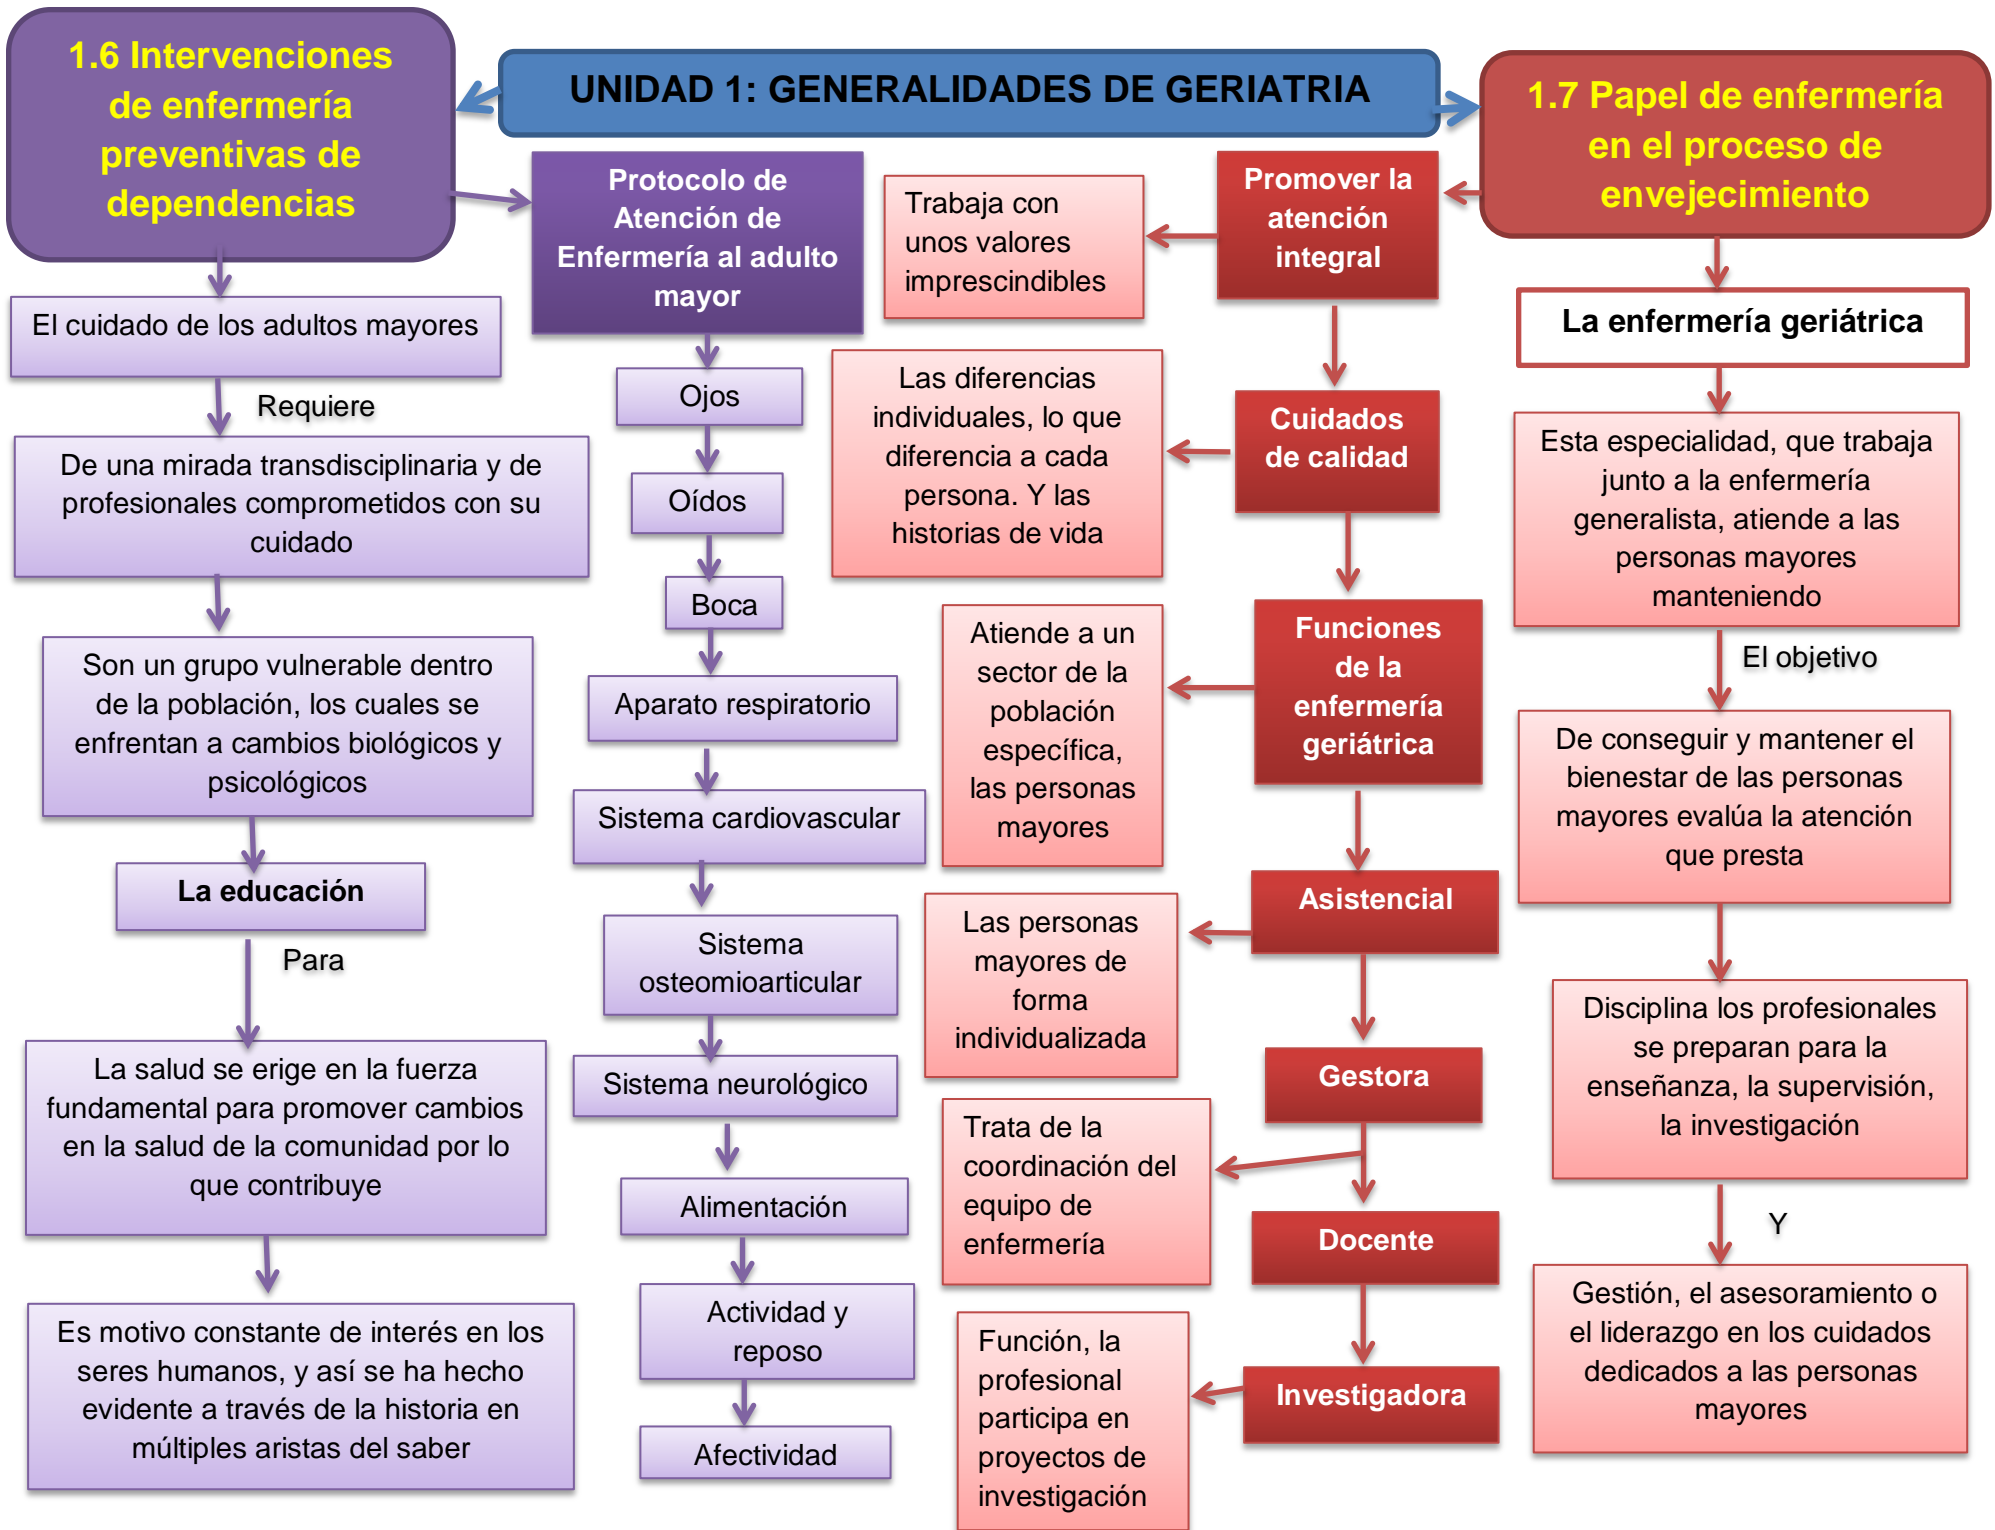 1.6 Intervenciones
de enfermería
preventivas de
dependencias
UNIDAD 1: GENERALIDADES DE GERIATRIA
1.7 Papel de enfermería
en el proceso de
envejecimiento
El cuidado de los adultos mayores
Requiere
De una mirada transdisciplinaria y de
profesionales comprometidos con su
cuidado
Son un grupo vulnerable dentro
de la población, los cuales se
enfrentan a cambios biológicos y
psicológicos
La educación
Para
La salud se erige en la fuerza
fundamental para promover cambios
en la salud de la comunidad por lo
que contribuye
Es motivo constante de interés en los
seres humanos, y así se ha hecho
evidente a través de la historia en
múltiples aristas del saber
Protocolo de
Atención de
Enfermería al adulto
mayor
Ojos
Oídos
Boca
Aparato respiratorio
Sistema cardiovascular
Sistema
osteomioarticular
Sistema neurológico
Alimentación
Actividad y
reposo
Afectividad
Promover la
atención
integral
Trabaja con
unos valores
imprescindibles
Cuidados
de calidad
Las diferencias
individuales, lo que
diferencia a cada
persona. Y las
historias de vida
Funciones
de la
enfermería
geriátrica
Atiende a un
sector de la
población
específica,
las personas
mayores
Asistencial
Las personas
mayores de
forma
individualizada
Gestora
Trata de la
coordinación del
equipo de
enfermería
Docente
Investigadora
Función, la
profesional
participa en
proyectos de
investigación
La enfermería geriátrica
Esta especialidad, que trabaja
junto a la enfermería
generalista, atiende a las
personas mayores
manteniendo
El objetivo
De conseguir y mantener el
bienestar de las personas
mayores evalúa la atención
que presta
Disciplina los profesionales
se preparan para la
enseñanza, la supervisión,
la investigación
Y
Gestión, el asesoramiento o
el liderazgo en los cuidados
dedicados a las personas
mayores